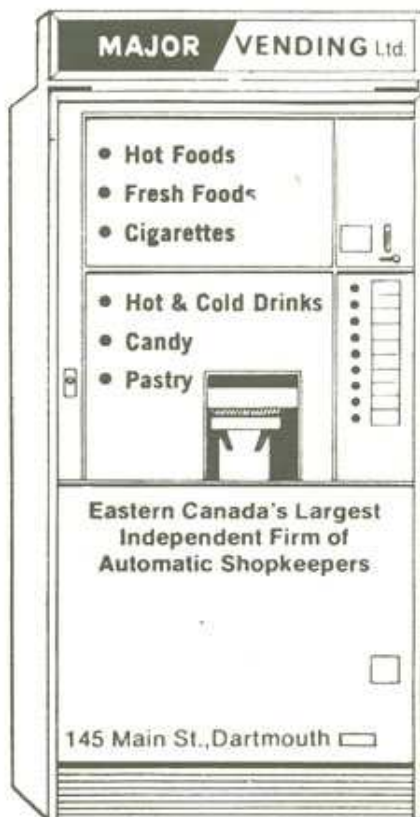 MAJOR VENDING Ltd.
• Hot Foods
• Fresh Foods
• Cigarettes
• Hot & Cold Drinks
• Candy
• Pastry
Eastern Canada's Largest
Independent Firm of
Automatic Shopkeepers
145 Main St., Dartmouth